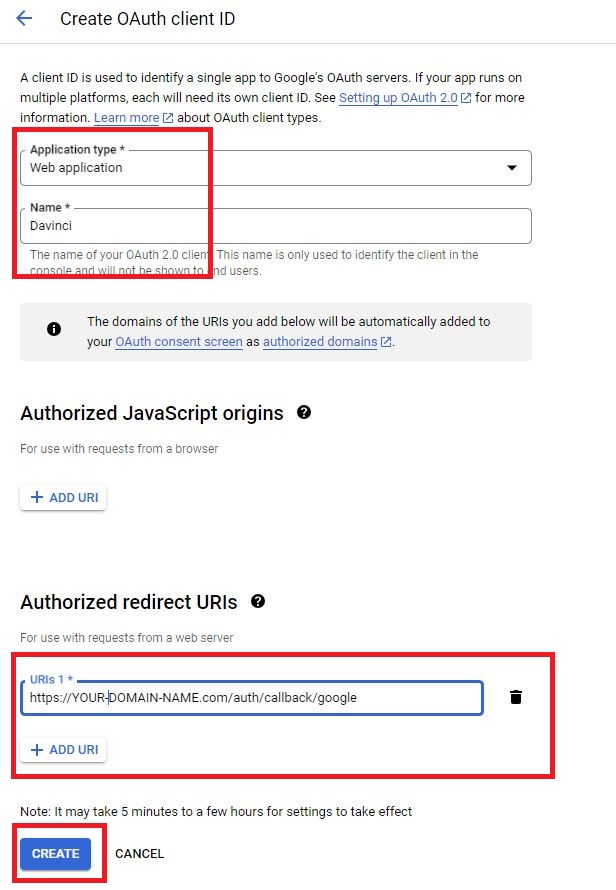 Create OAuth client ID
A client ID is used to identify a single app to Google's OAuth servers. If your app runs on
multiple platforms, each will need its own client ID. See Setting up OAuth 2.0 for more
information. Learn more about OAuth client types.
Application type *
Web application
Name *
Davinci
The name of your OAuth 2.0 client. This name is only used to identify the client in the
console and will not be shown to end users.
The domains of the URIs you add below will be automatically added to
your OAuth consent screen as authorized domains.
Authorized JavaScript origins
For use with requests from a browser
+ ADD URI
Authorized redirect URIs
For use with requests from a web server
URIs 1 *
https://YOUR-DOMAIN-NAME.com/auth/callback/google
+ ADD URI
Note: It may take 5 minutes to a few hours for settings to take effect
CREATE CANCEL